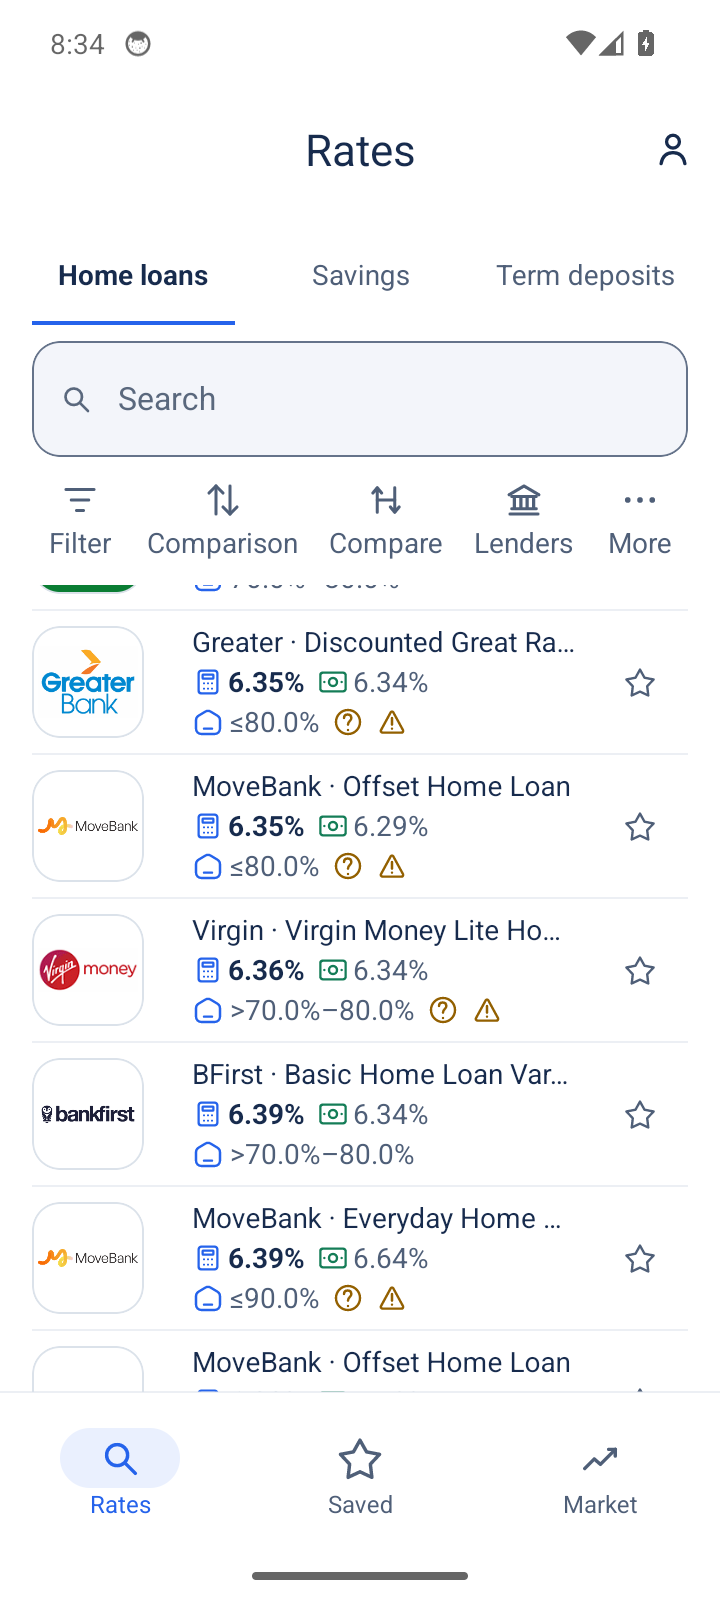 8:34
Rates
Home loans
Savings
Term deposits
Search
Filter
Comparison
Compare
Lenders
More
Greater · Discounted Great Ra...
Greater
Bank
6.35% 6.34%
≤80.0%
MoveBank · Offset Home Loan
MoveBank
6.35% 6.29%
≤80.0%
Virgin · Virgin Money Lite Ho...
Virgin money
6.36% 6.34%
>70.0%–80.0%
BFirst · Basic Home Loan Var...
bankfirst
6.39% 6.34%
>70.0%–80.0%
MoveBank · Everyday Home ...
MoveBank
6.39% 6.64%
≤90.0%
MoveBank · Offset Home Loan
Rates
Saved
Market